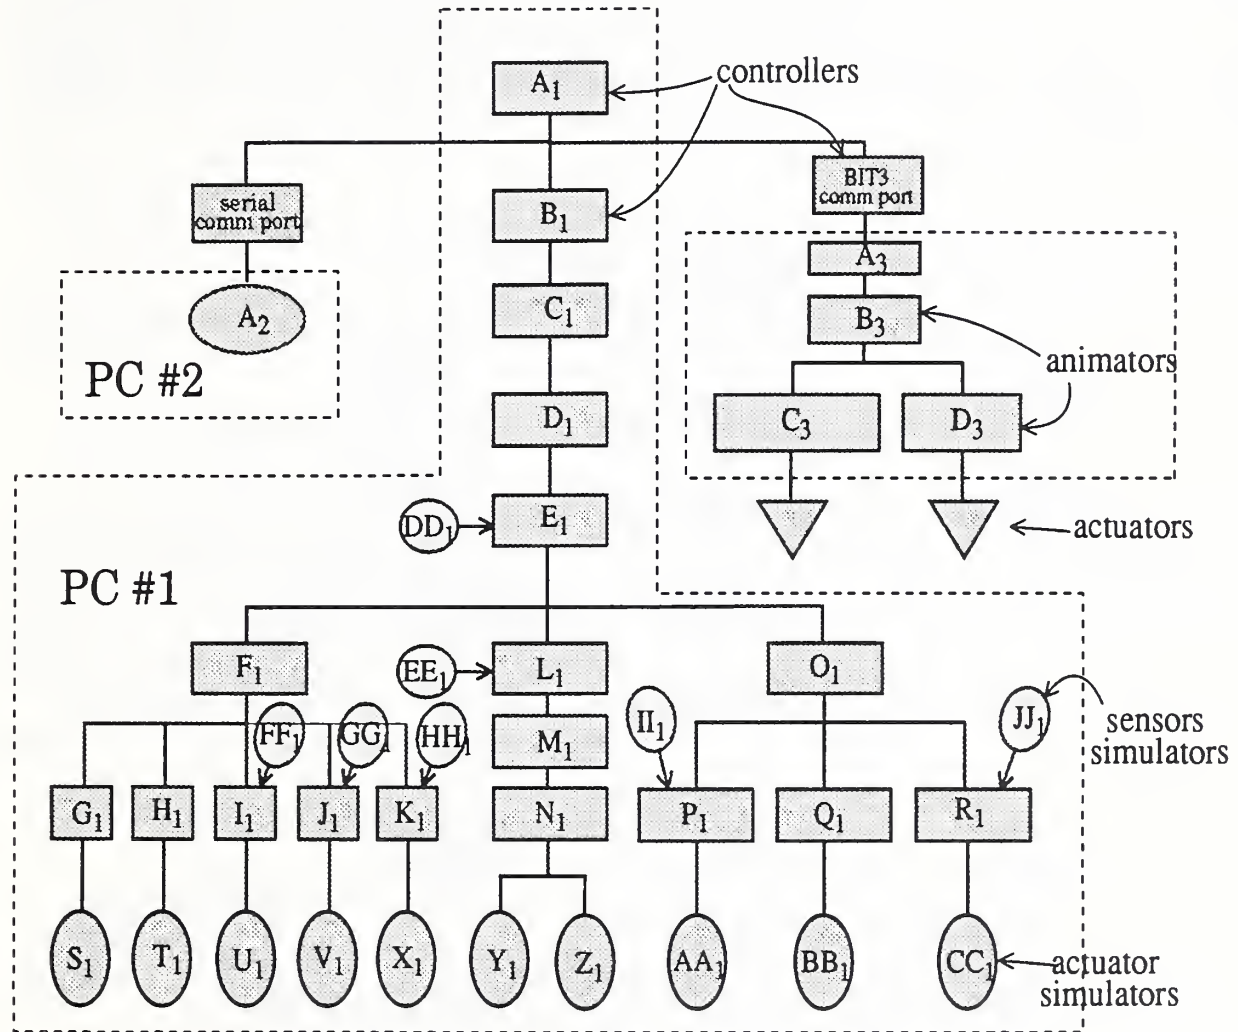 A1
controllers
BIT3
comm port
serial
comm port
B1
A3
A2
C1
B3
PC #2
animators
D1
C3
D3
DD1
E1
actuators
PC #1
F1
EE1
L1
O1
FF1
GG1
HH1
M1
II1
JJ1
sensors
simulators
G1
H1
I1
J1
K1
N1
P1
Q1
R1
S1
T1
U1
V1
X1
Y1
Z1
AA1
BB1
CC1
actuator
simulators